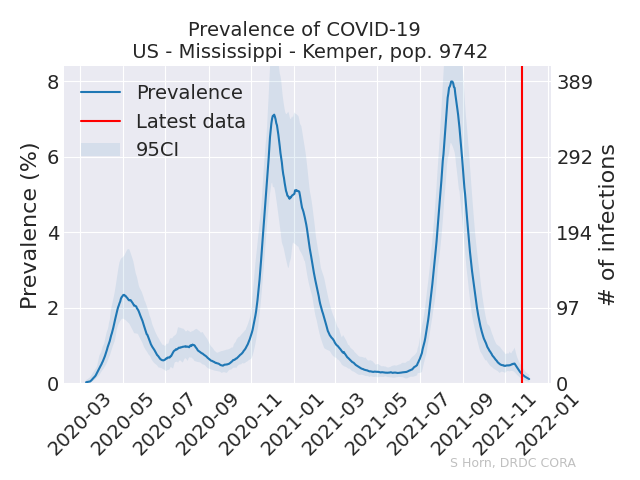 Prevalence of COVID-19
US - Mississippi - Kemper, pop. 9742
Prevalence
Latest data
95CI
Prevalence (%)
8
6
4
2
0
389
292
194
97
0
# of infections
2020-03
2020-05
2020-07
2020-09
2020-11
2021-01
2021-03
2021-05
2021-07
2021-09
2021-11
2022-01
S Horn, DRDC CORA